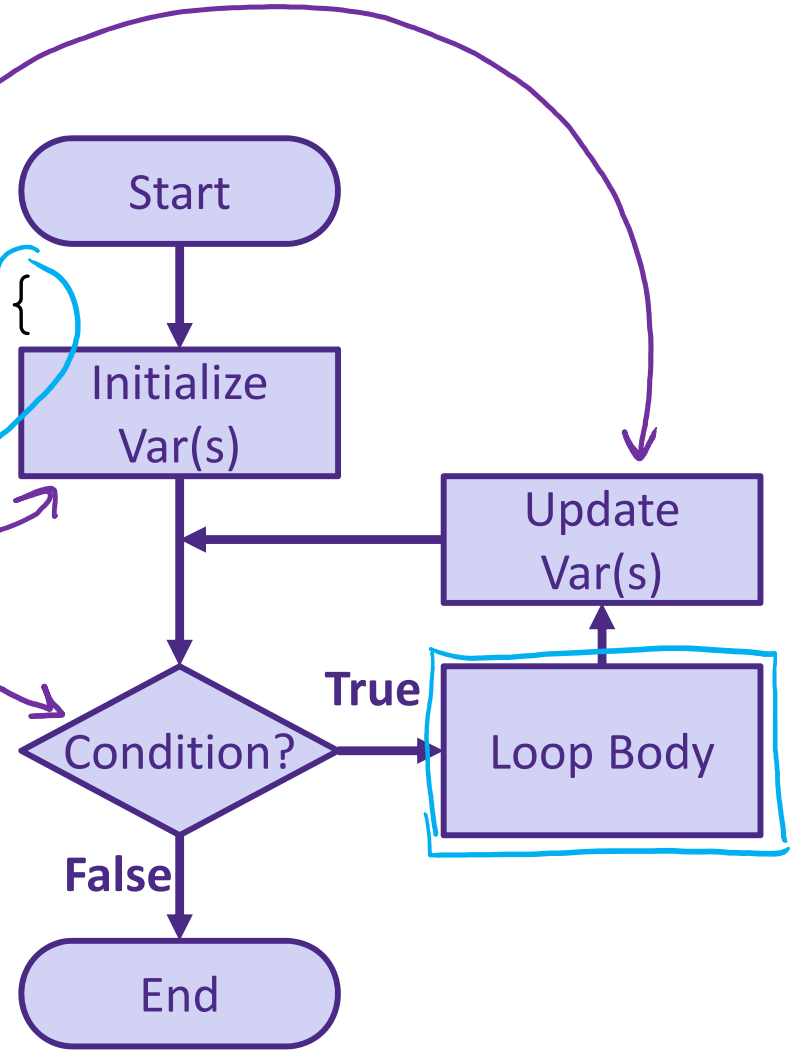 Start
{
Initialize
Var(s)
Update
Var(s)
True
Condition?
Loop Body
False
End